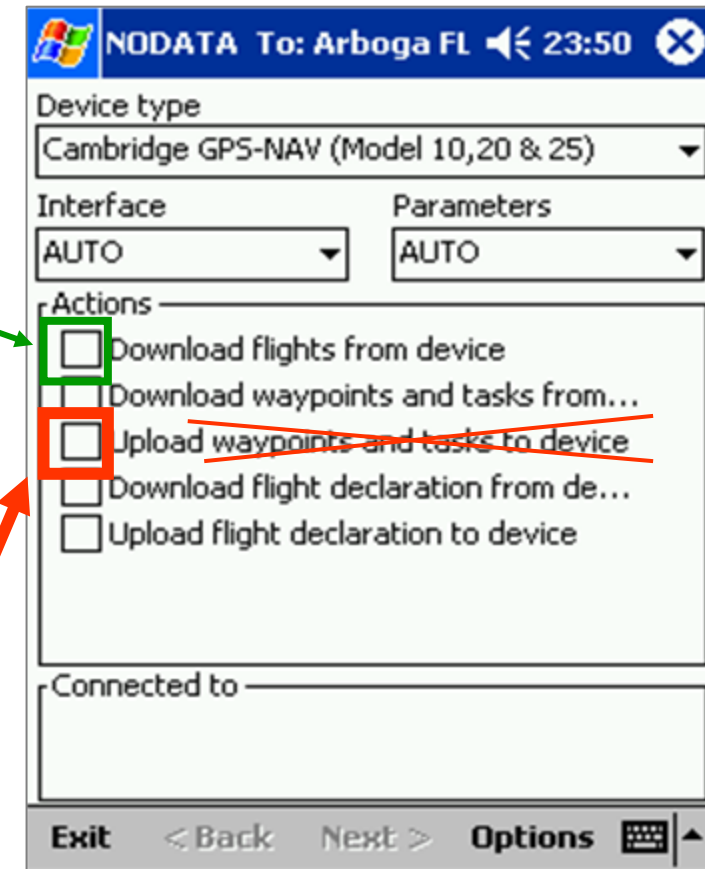 NODATA To: Arboga FL 23:50
Device type
Cambridge GPS-NAV (Model 10,20 & 25)
Interface Parameters
AUTO AUTO
Actions
Download flights from device
Download waypoints and tasks from...
Upload waypoints and tasks to device
Download flight declaration from de...
Upload flight declaration to device
Connected to
Exit < Back Next > Options